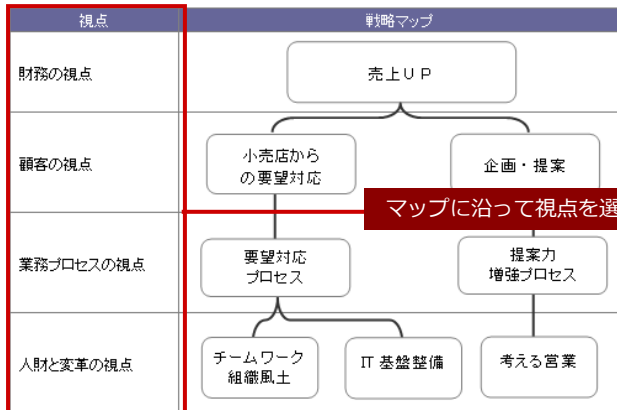 視点
戦略マップ
財務の視点
売上UP
顧客の視点
小売店から
の要望対応
企画・提案
マップに沿って視点を選
業務プロセスの視点
要望対応
プロセス
提案力
増強プロセス
人財と変革の視点
チームワーク
組織風土
IT 基盤整備
考える営業